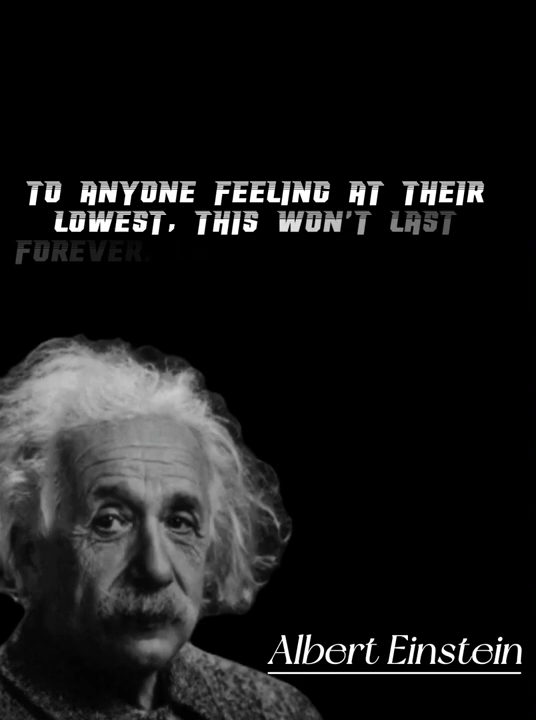 TO ANYONE FEELING AT THEIR
LOWEST, THIS WON'T LAST
FOREVER.
Albert Einstein